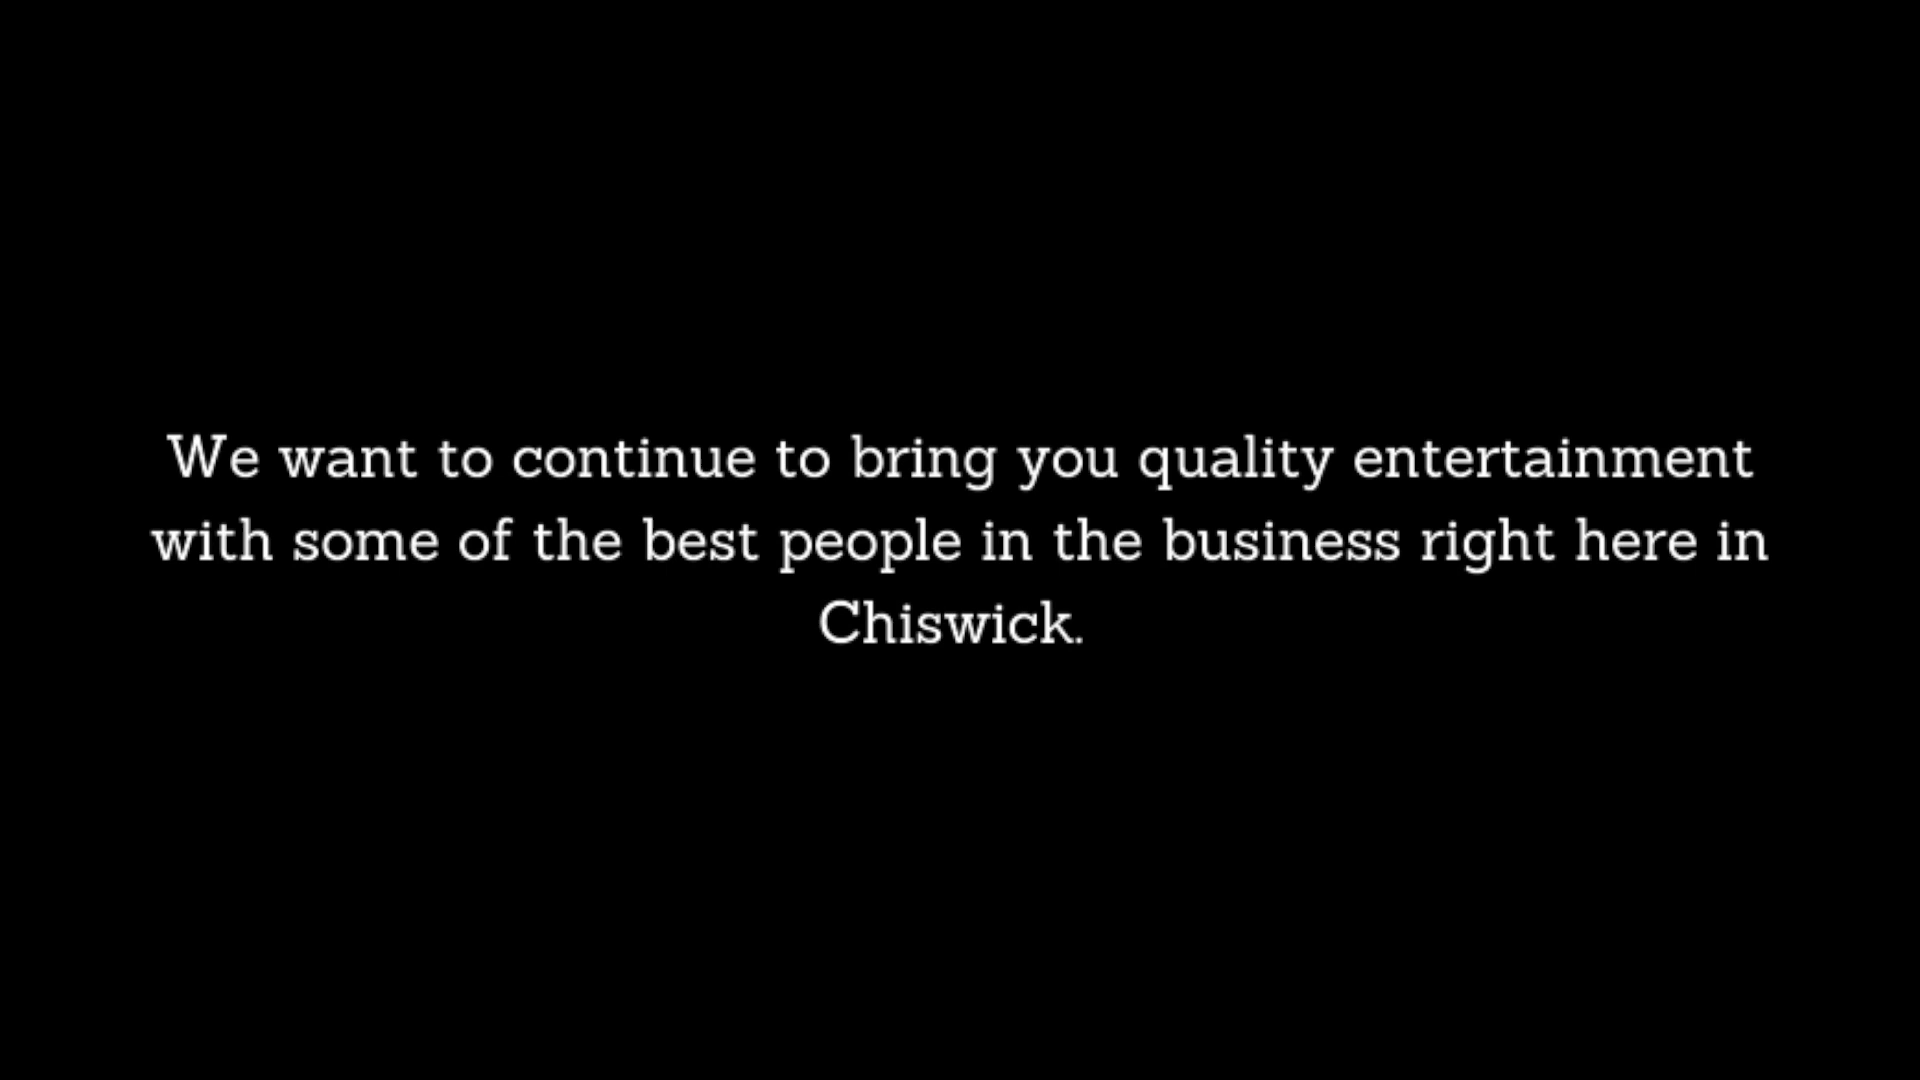 We want to continue to bring you quality entertainment
with some of the best people in the business right here in
Chiswick.